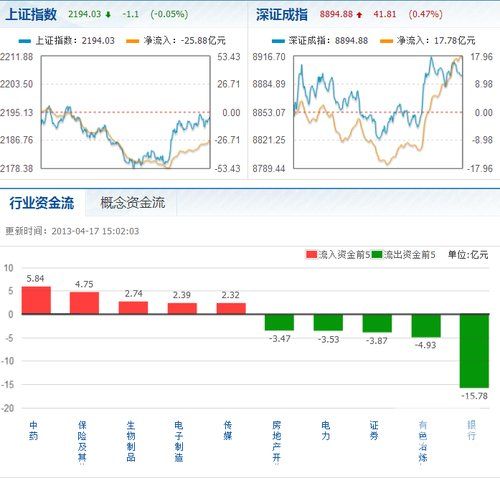 上证指数 2194.03 -1.1 (-0.05%)
深证成指 8894.88 41.81 (0.47%)
上证指数：2194.03 净流入：-25.88亿元
深证成指：8894.88 净流入：17.78亿元
2211.88 53.43
2203.50 26.71
2195.13 0.00
2186.76 -26.71
2178.38 -53.43
8916.70 17.96
8884.88 8.98
8853.07 0.00
8821.25 -8.98
8789.44 -17.96
行业资金流 概念资金流
更新时间：2013-04-17 15:02:03
流入资金前5 流出资金前5 单位:亿元
10
5
0
-5
-10
-15
-20
5.84
4.75
2.74
2.39
2.32
-3.47
-3.53
-3.87
-4.93
-15.78
中药
保险及其
生物制品
电子制造
传媒
房地产开
电力
证券
有色冶炼
银行